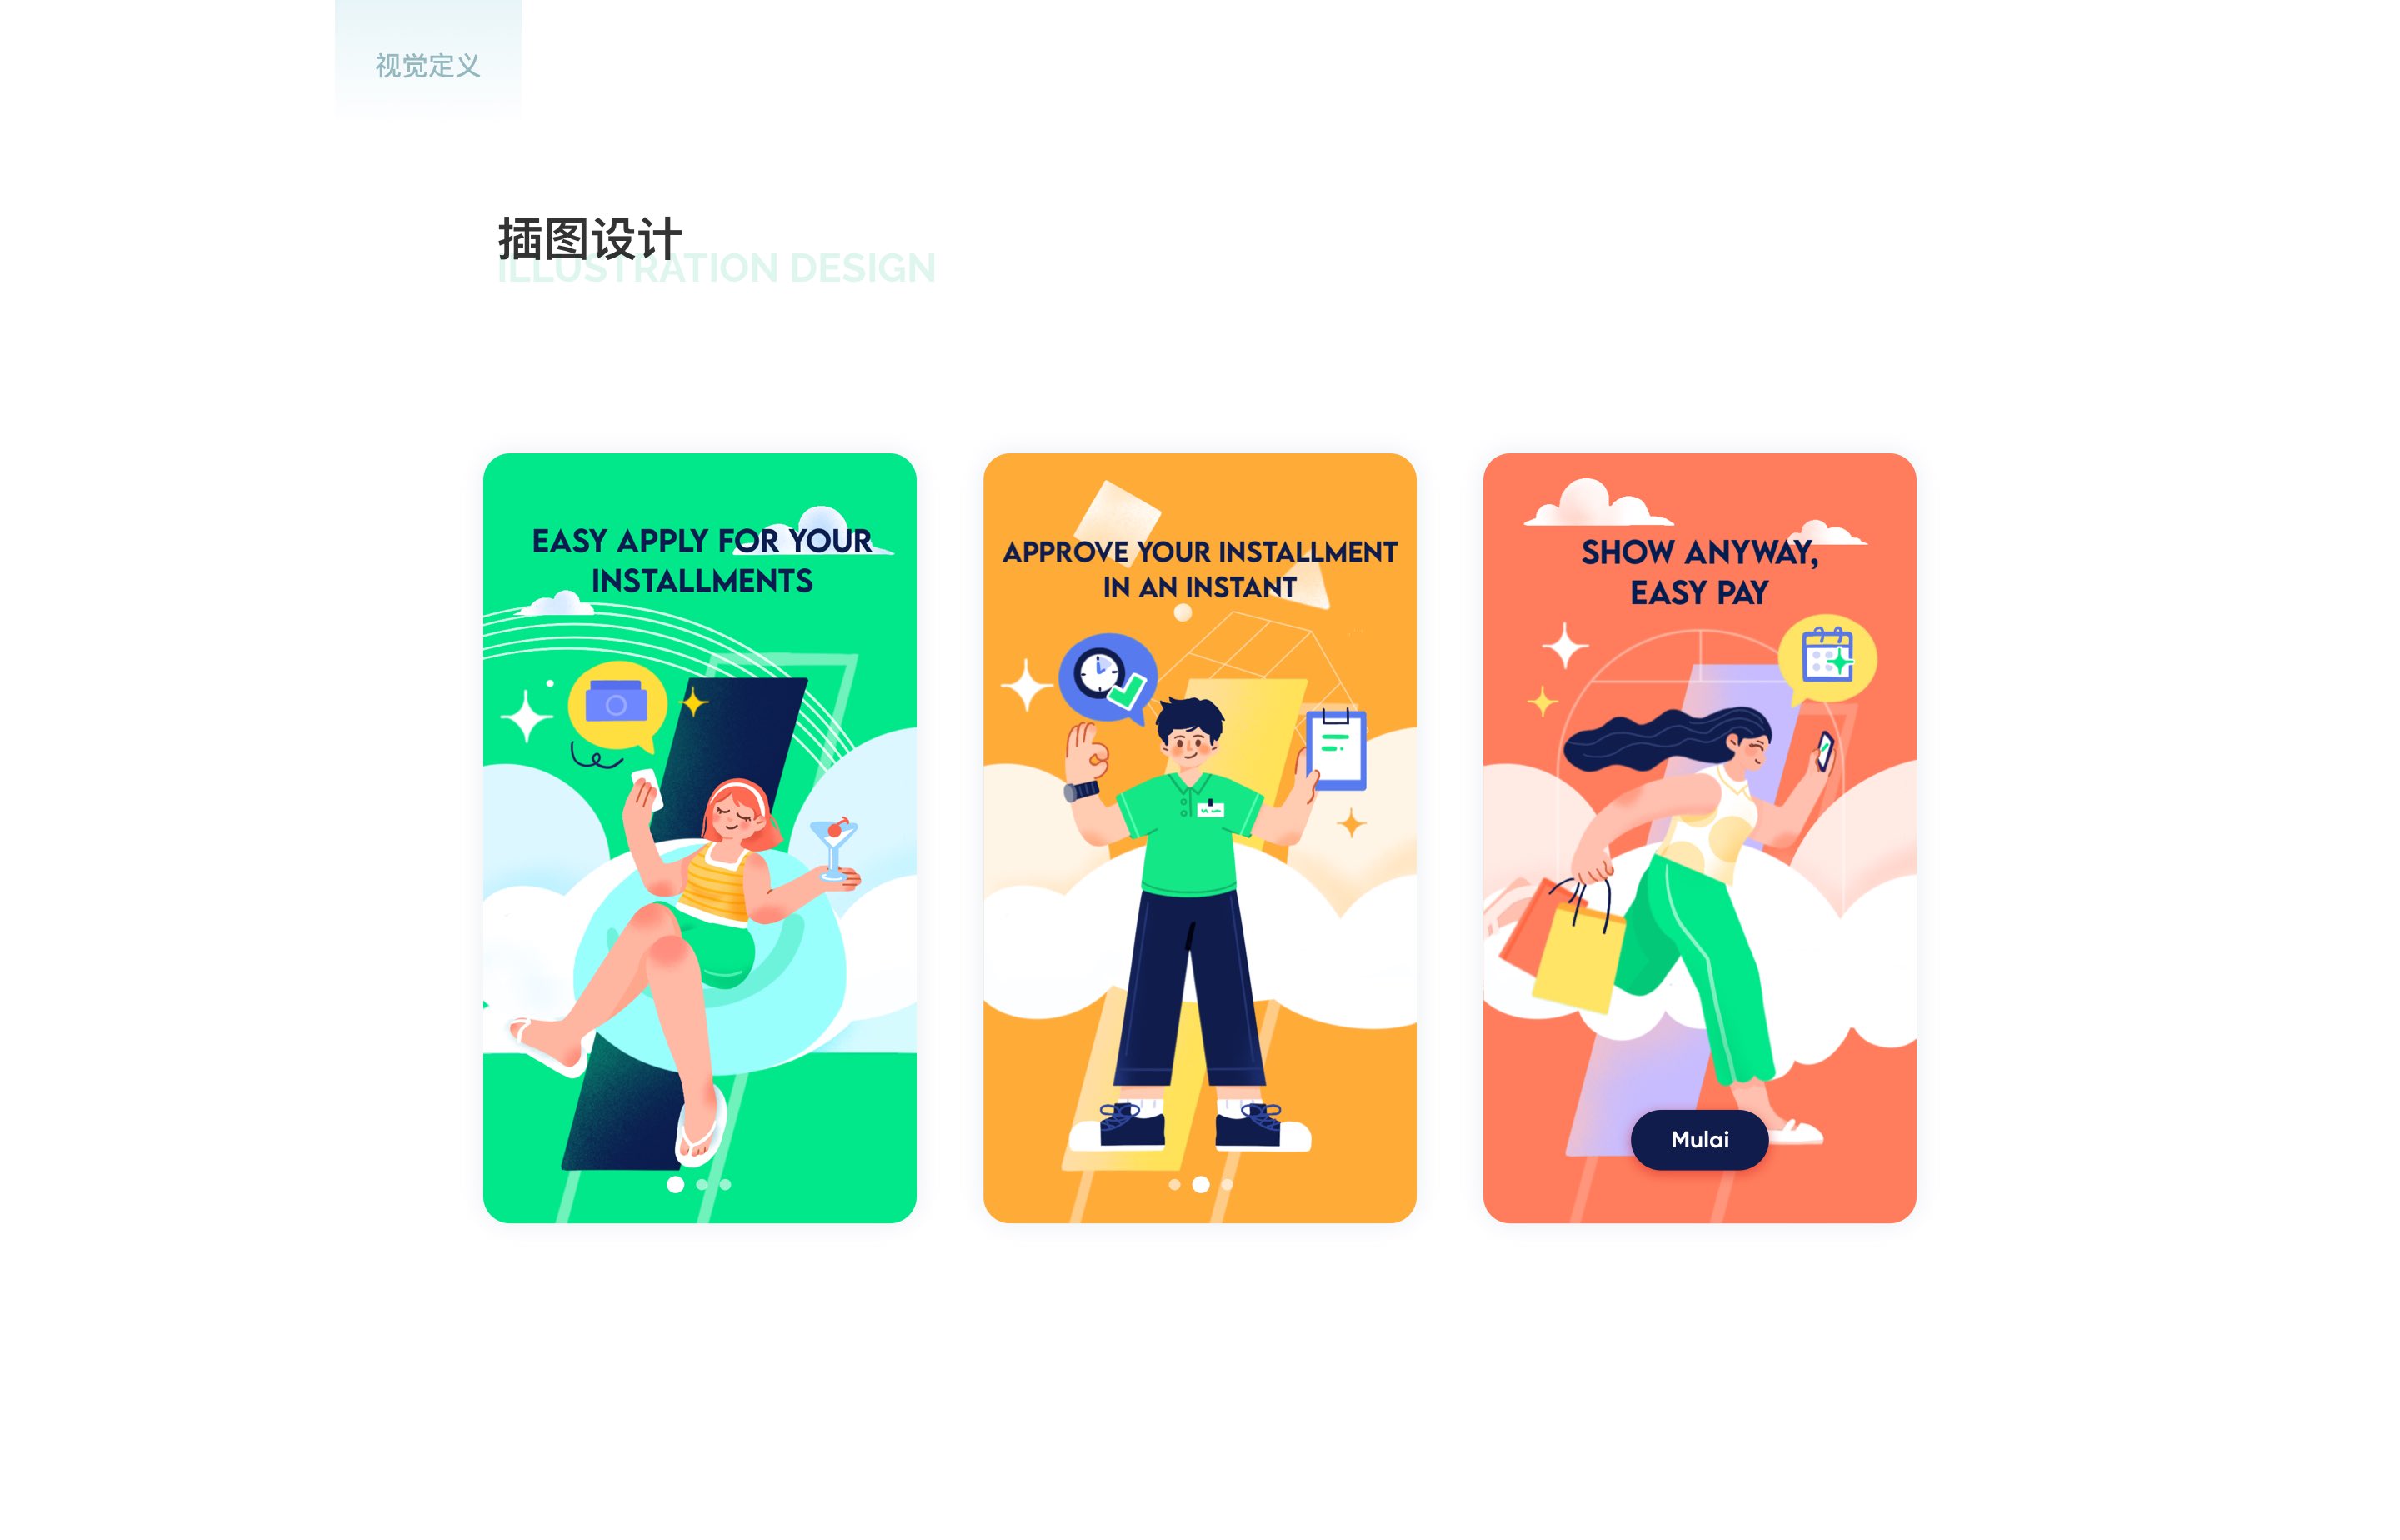 视觉定义
插图设计
ILLUSTRATION DESIGN
EASY APPLY FOR YOUR
INSTALLMENTS
APPROVE YOUR INSTALLMENT
IN AN INSTANT
SHOW ANYWAY,
EASY PAY
Mulai